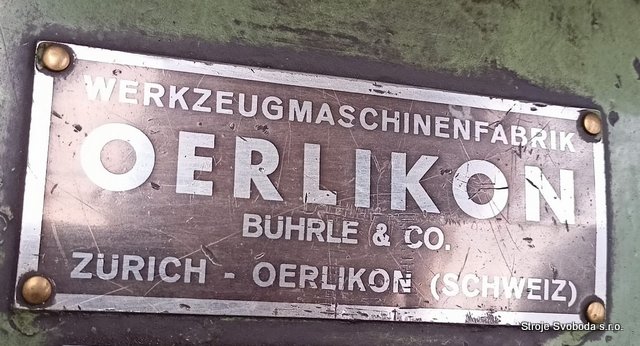 WERKZEUGMASCHINENFABRIK
OERLIKON
BÜHRLE & CO.
ZÜRICH - OERLIKON (SCHWEIZ)
Stroje Svoboda s.r.o.